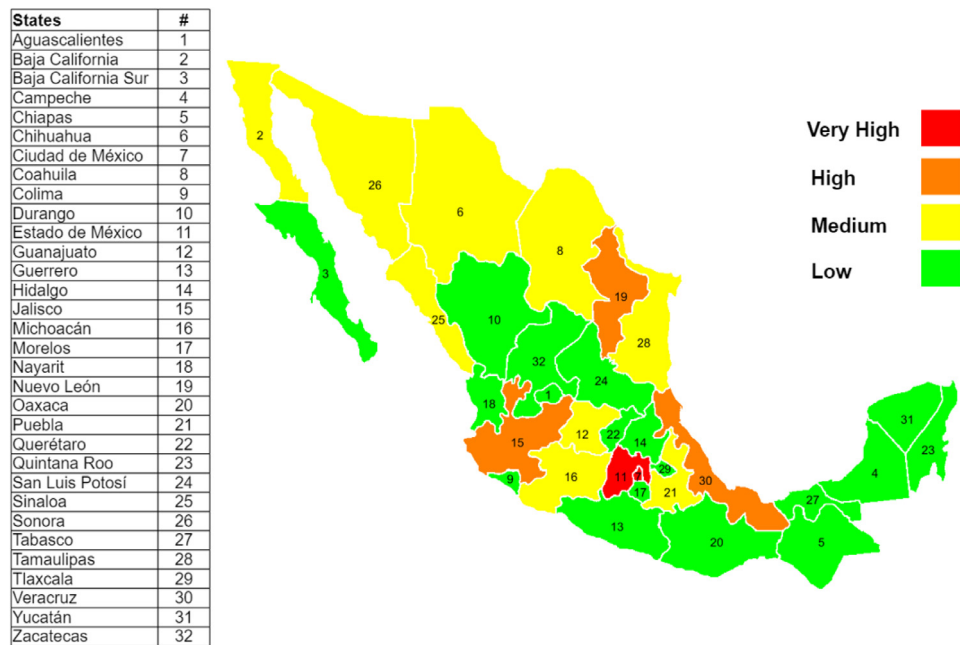 States #
Aguascalientes 1
Baja California 2
Baja California Sur 3
Campeche 4
Chiapas 5
Chihuahua 6
Ciudad de México 7
Coahuila 8
Colima 9
Durango 10
Estado de México 11
Guanajuato 12
Guerrero 13
Hidalgo 14
Jalisco 15
Michoacán 16
Morelos 17
Nayarit 18
Nuevo León 19
Oaxaca 20
Puebla 21
Querétaro 22
Quintana Roo 23
San Luis Potosí 24
Sinaloa 25
Sonora 26
Tabasco 27
Tamaulipas 28
Tlaxcala 29
Veracruz 30
Yucatán 31
Zacatecas 32
2
26
6
8
3
19
25
10
28
32
24
1
18
31
12
22
14
15
23
29
11
7
9
16
17
21
30
4
27
13
20
5
Very High
High
Medium
Low